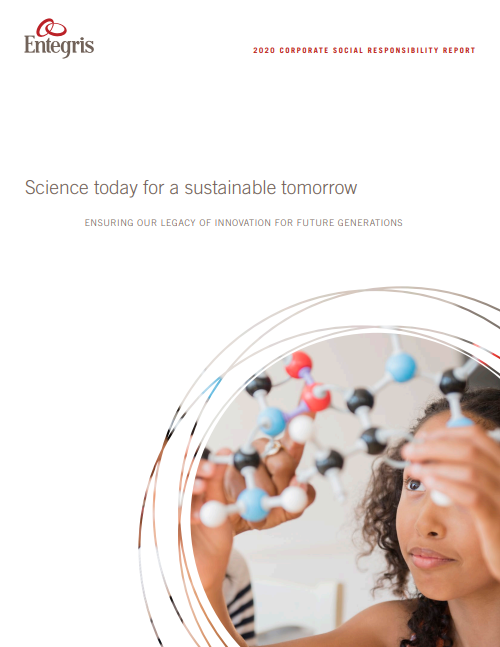 Entegris
2020 CORPORATE SOCIAL RESPONSIBILITY REPORT
Science today for a sustainable tomorrow
ENSURING OUR LEGACY OF INNOVATION FOR FUTURE GENERATIONS